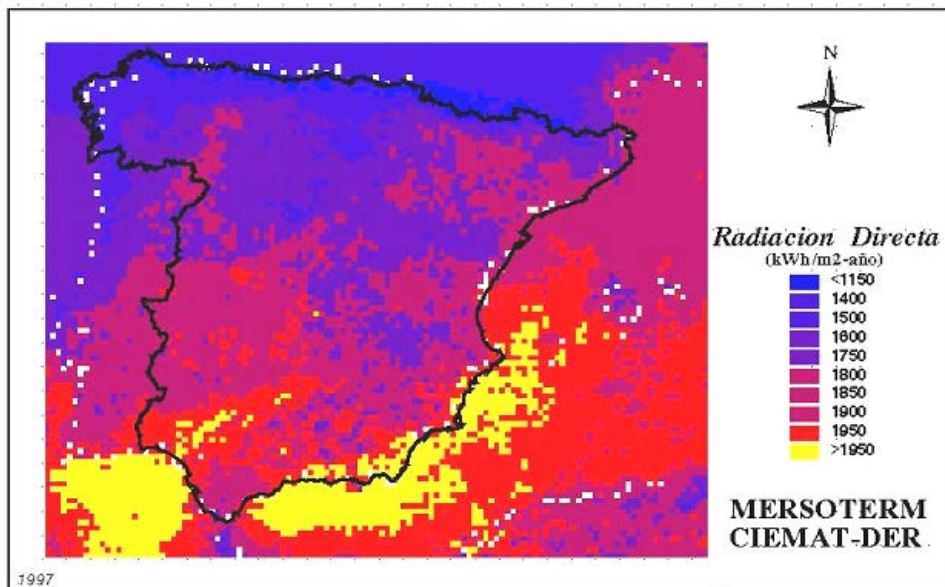 N
Radiacion Directa
(kWh/m2-año)
<1150
1400
1500
1600
1750
1800
1850
1900
1950
>1950
MERSOTERM
CIEMAT-DER
1997